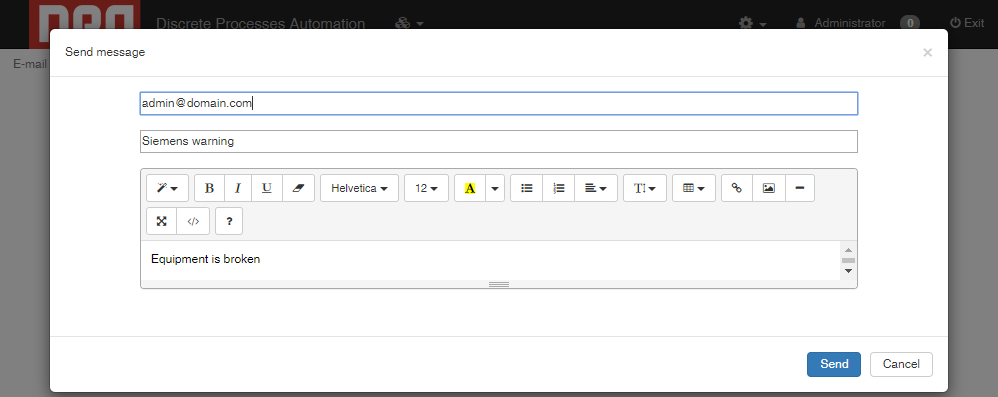 Discrete Processes Automation
Administrator 0 Exit
Send message ×
E-mail
admin@domain.com
Siemens warning
B I U Helvetica 12 A T
</> ?
Equipment is broken
Send Cancel